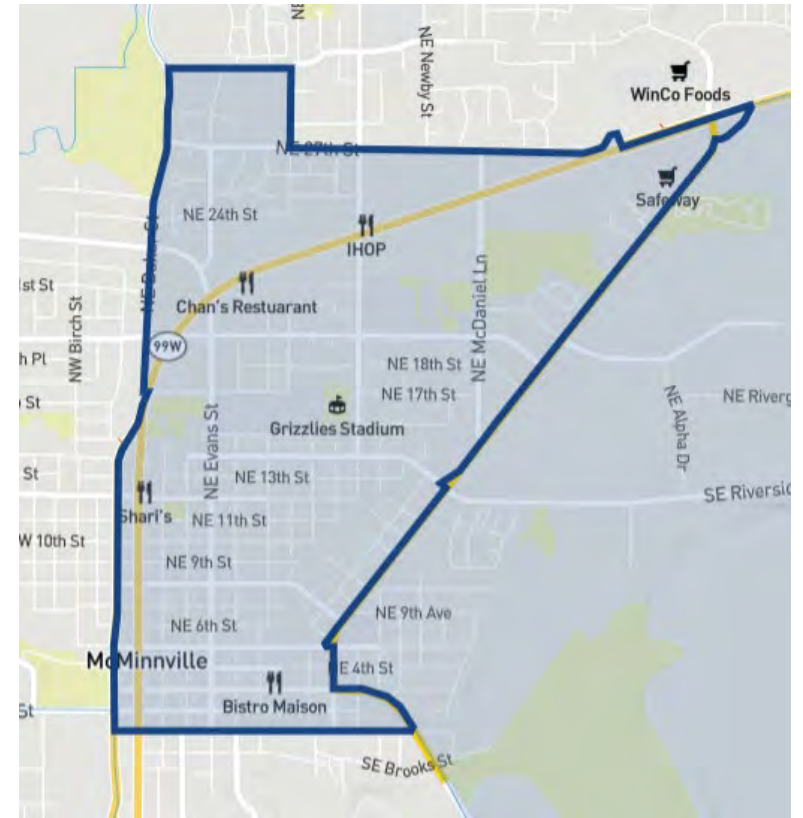 NE
NE Newby St
WinCo Foods
NE 27th St
Safeway
NE 24th St
IHOP
1st St
NW Birch St
Chan's Restuarant
NE McDaniel Ln
99W
h Pl
NE 18th St
NE 17th St
St
NE Evans St
Grizzlies Stadium
NE Alpha Dr
NE Riverg
St
NE 13th St
Shari's
NE 11th St
SE Riversid
W 10th St
NE 9th St
NE 6th St
NE 9th Ave
McMinnville
E 4th St
Bistro Maison
St
SE Brooks St